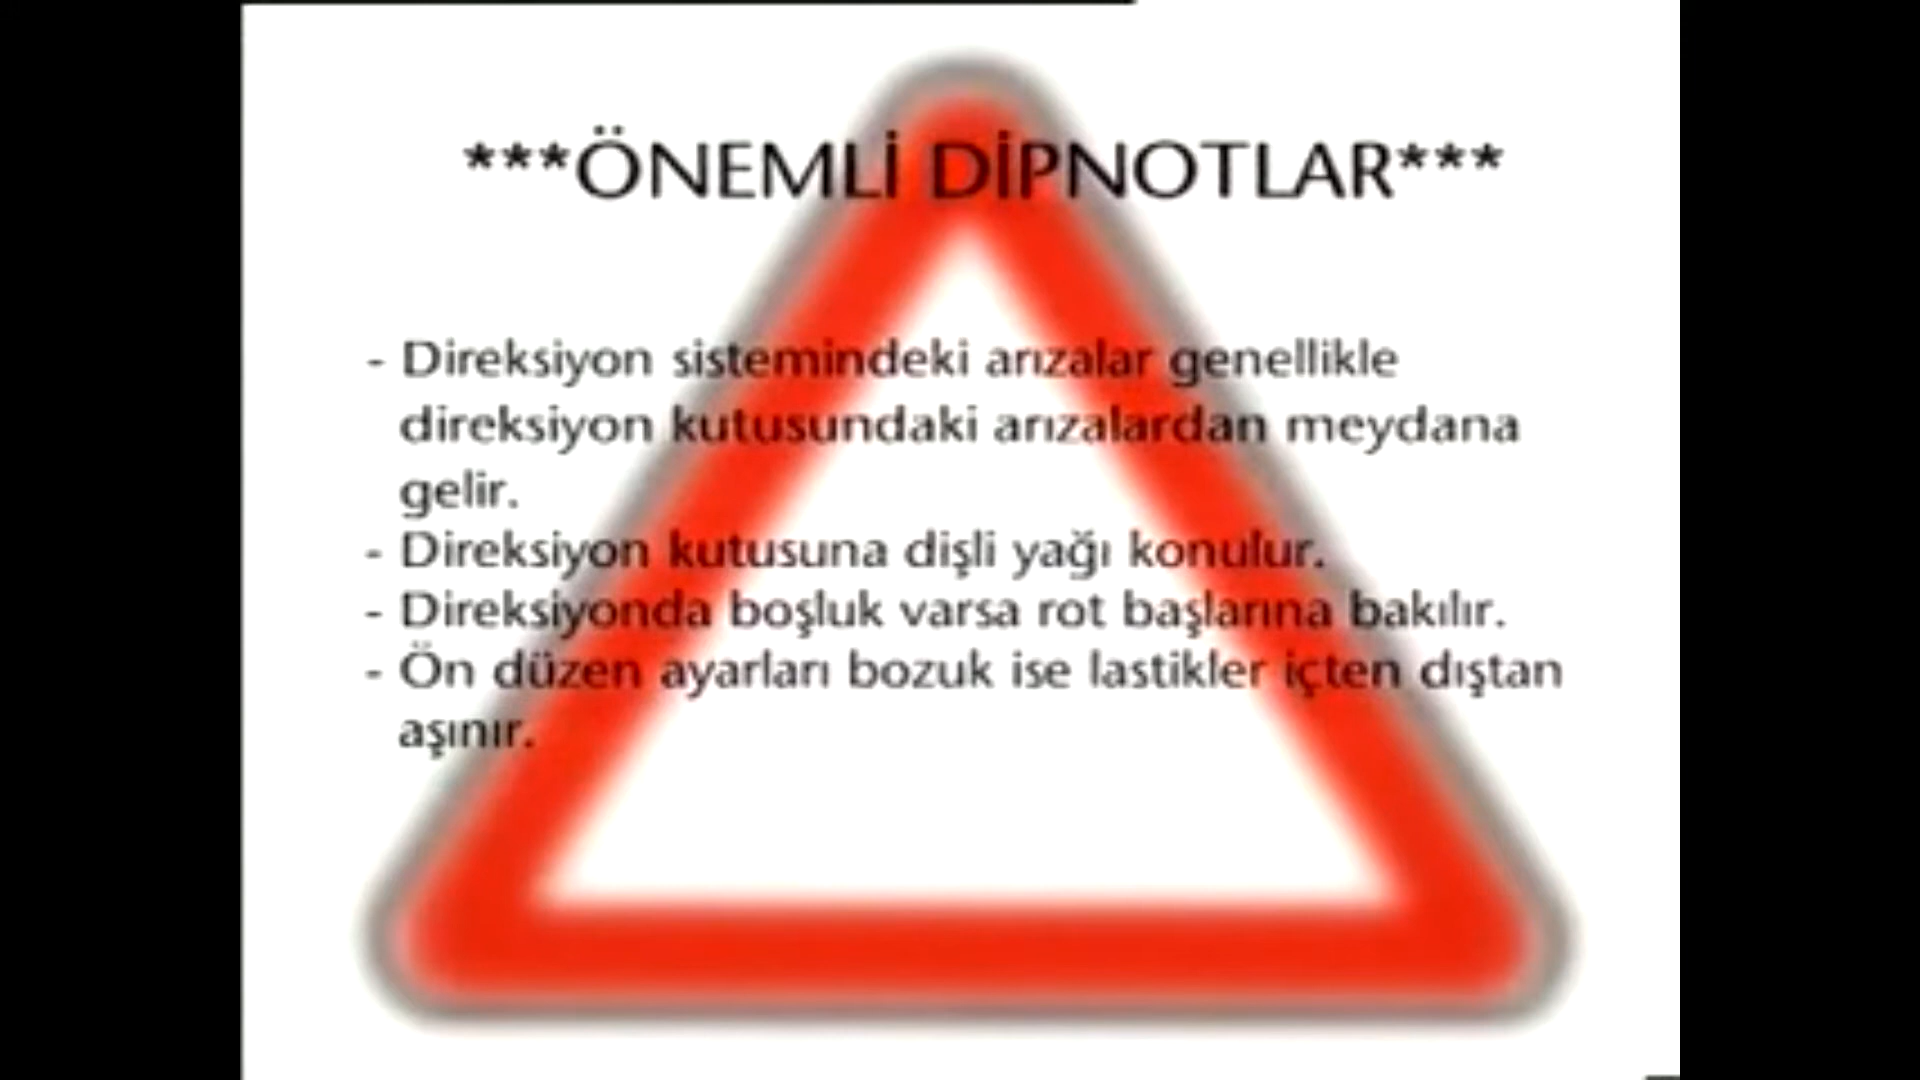 ***ÖNEMLİ DİPNOTLAR***
- Direksiyon sistemindeki arızalar genellikle
direksiyon kutusundaki arızalardan meydana
gelir.
- Direksiyon kutusuna dişli yağı konulur.
- Direksiyonda boşluk varsa rot başlarına bakılır.
- Ön düzen ayarları bozuk ise lastikler içten dıştan
aşınır.